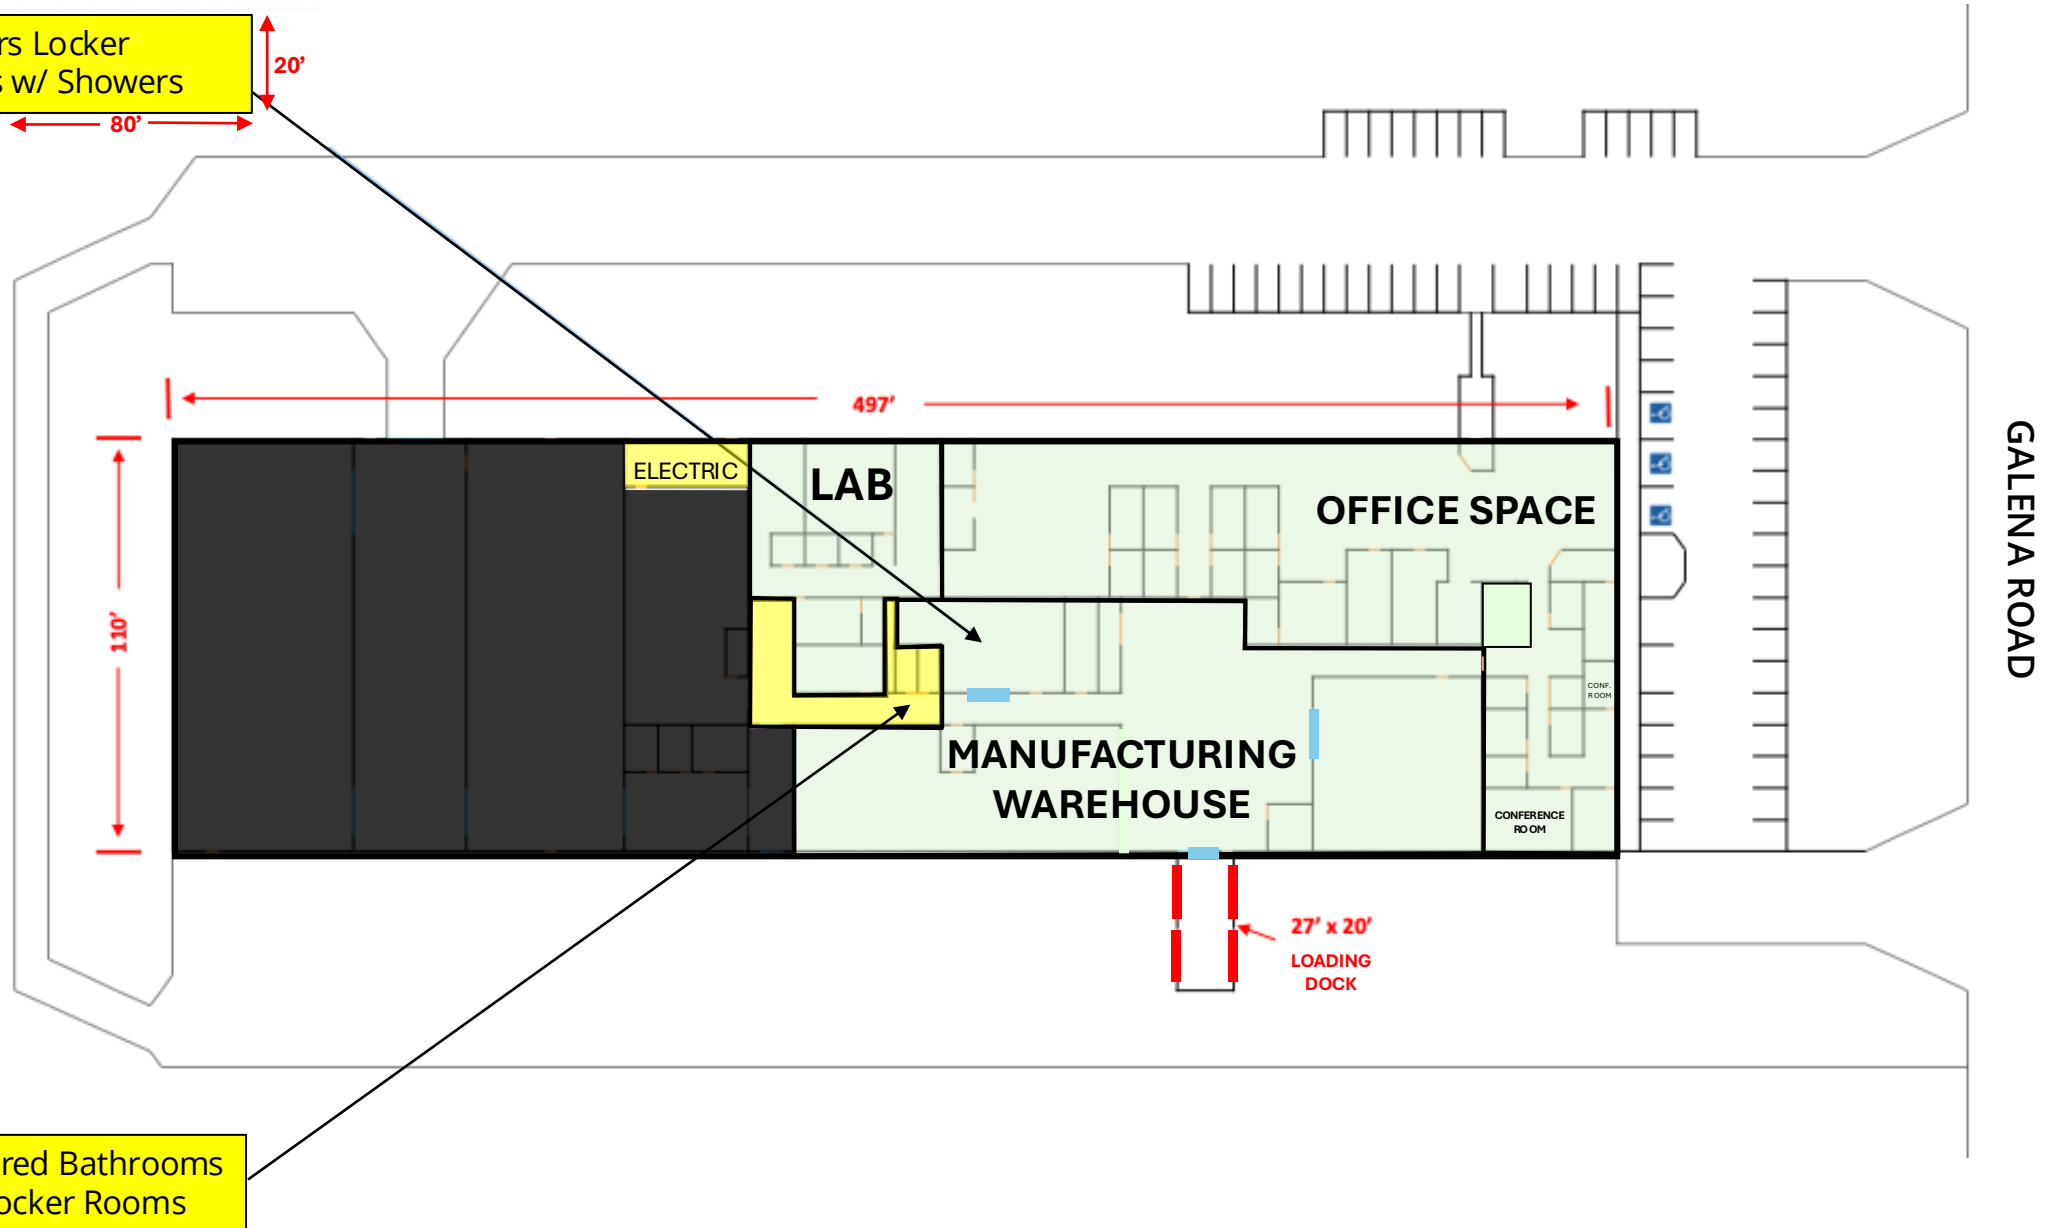 rs Locker
s w/ Showers
20’
80’
497’
ELECTRIC
LAB
OFFICE SPACE
GALENA ROAD
110’
CONF.
ROOM
MANUFACTURING
WAREHOUSE
CONFERENCE
ROOM
27’ x 20’
LOADING
DOCK
red Bathrooms
ocker Rooms